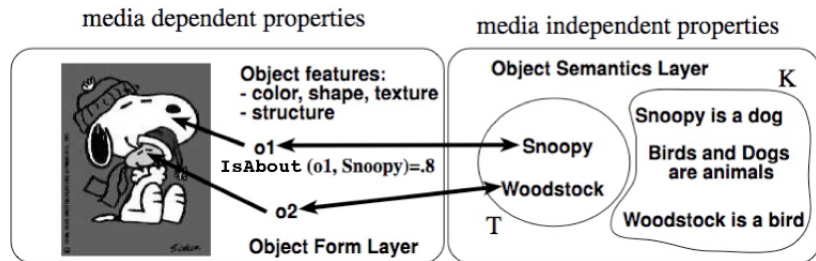 media dependent properties
media independent properties
Object features:
- color, shape, texture
- structure
o1
IsAbout (o1, Snoopy)=.8
o2
Object Form Layer
Object Semantics Layer
K
Snoopy
Woodstock
T
Snoopy is a dog
Birds and Dogs
are animals
Woodstock is a bird